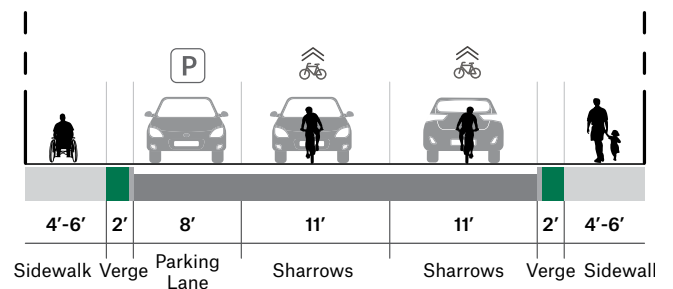 P
4′-6′ 2′ 8′ 11′ 11′ 2′ 4′-6′
Sidewalk Verge Parking Lane Sharrows Sharrows Verge Sidewall